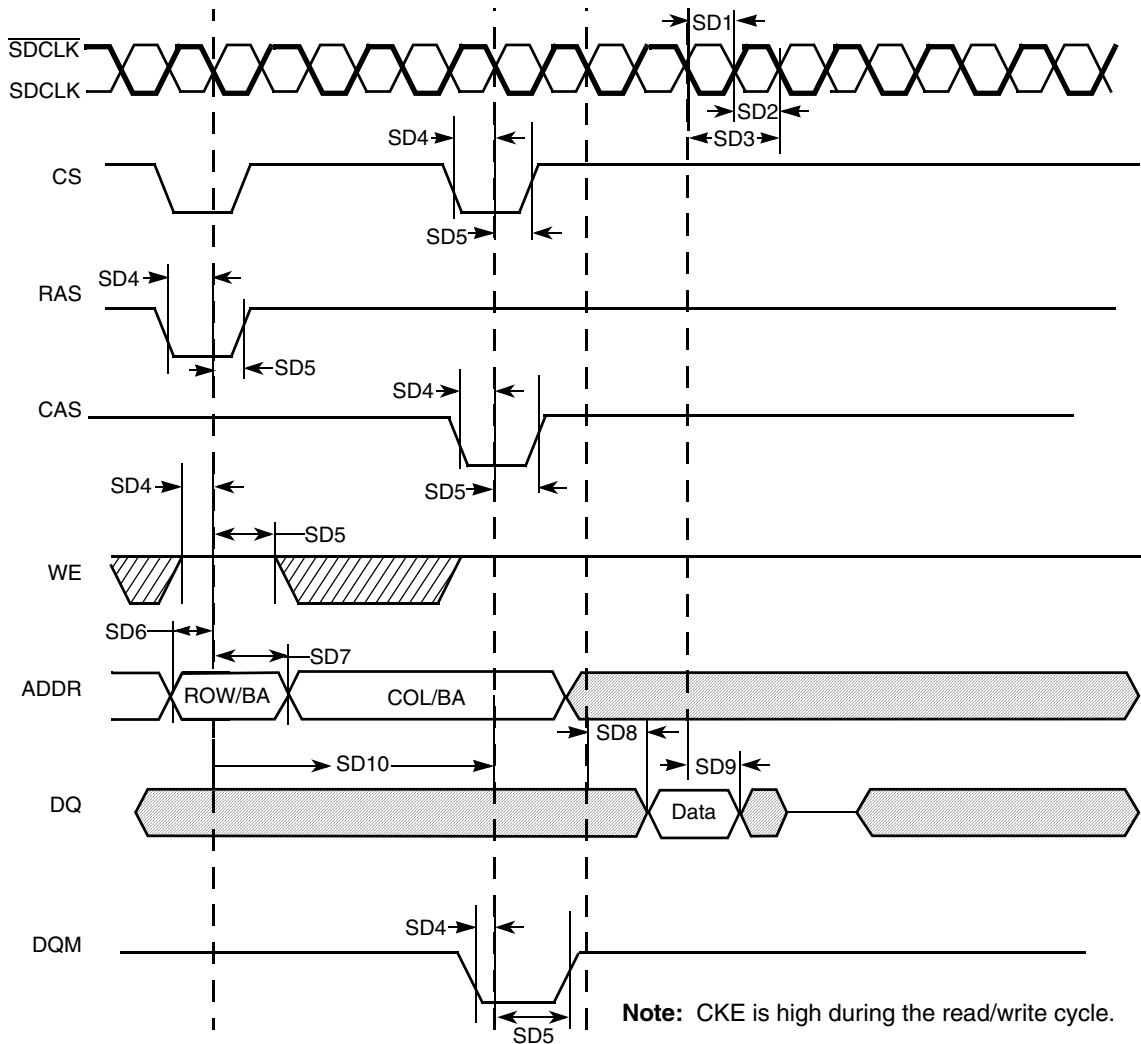 SDCLK
SD1
SDCLK
SD2
SD4
SD3
CS
SD5
SD4
RAS
SD5
SD4
CAS
SD4
SD5
SD5
WE
SD6
SD7
ADDR
ROW/BA
COL/BA
SD8
SD10
SD9
DQ
Data
SD4
DQM
Note: CKE is high during the read/write cycle.
SD5